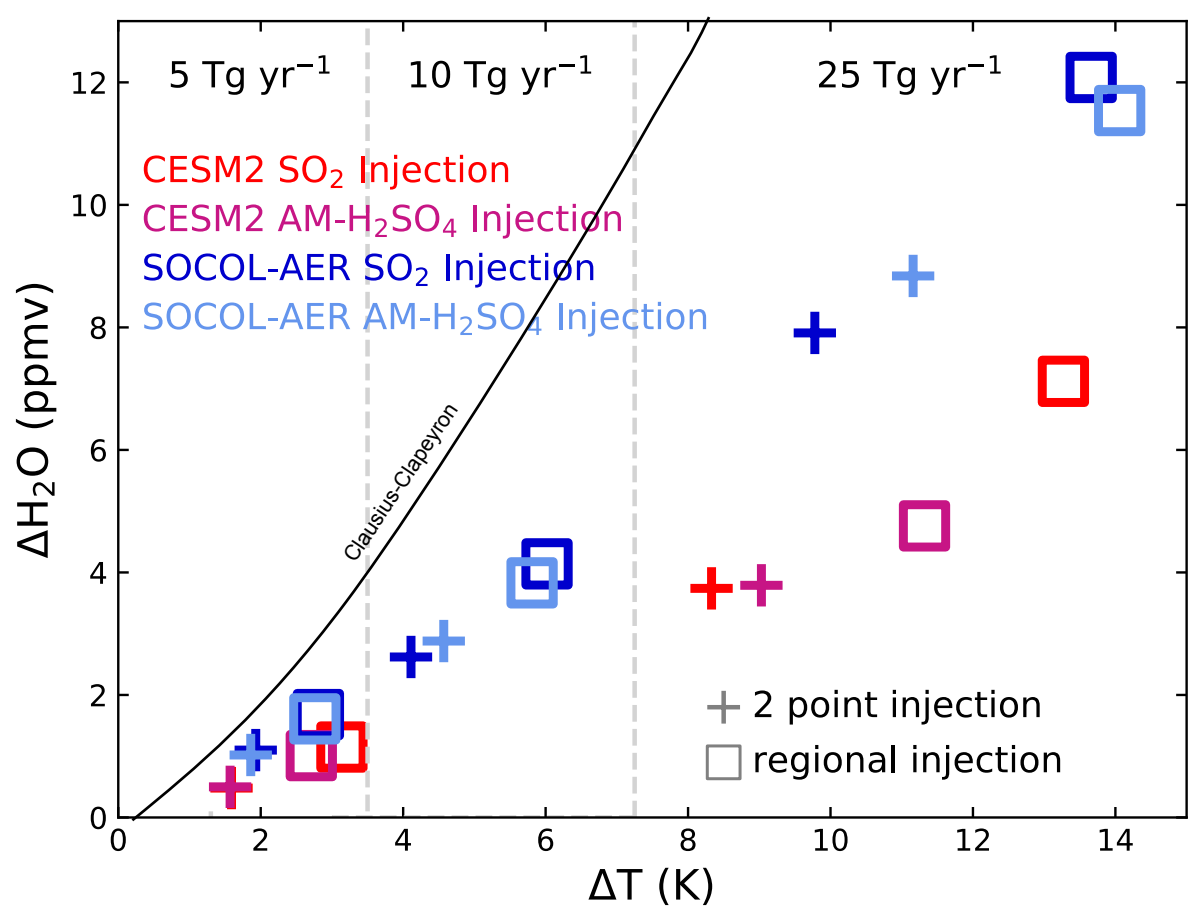 5 Tg yr⁻¹ 10 Tg yr⁻¹ 25 Tg yr⁻¹
CESM2 SO₂ Injection
CESM2 AM-H₂SO₄ Injection
SOCOL-AER SO₂ Injection
SOCOL-AER AM-H₂SO₄ Injection
Clausius-Clapeyron
2 point injection
regional injection
ΔH₂O (ppmv)
12
10
8
6
4
2
0
0 2 4 6 8 10 12 14
ΔT (K)